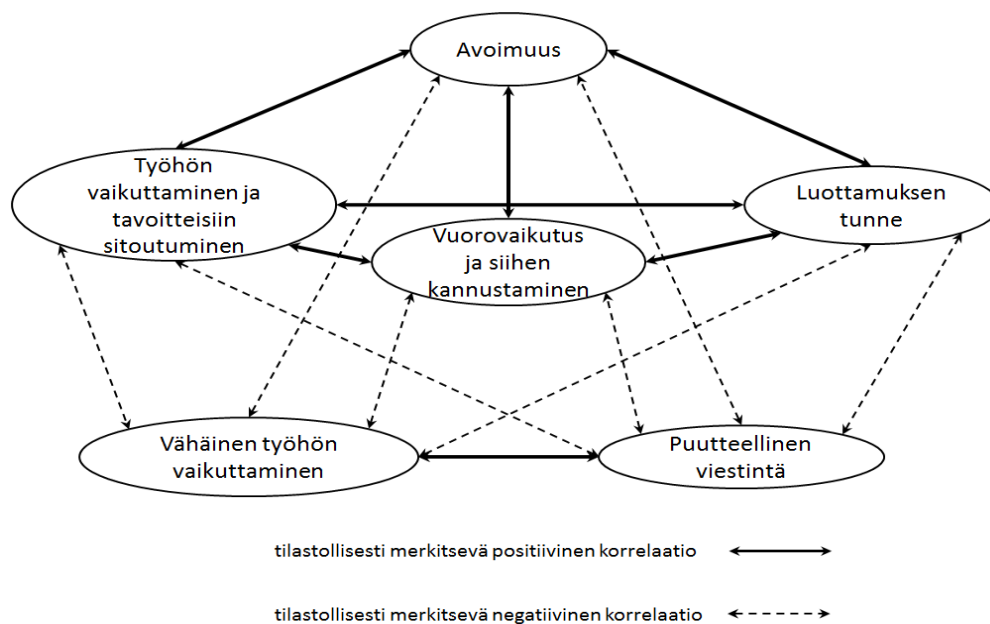 Avoimuus
Työhön
vaikuttaminen ja
tavoitteisiin
sitoutuminen
Luottamuksen
tunne
Vuorovaikutus
ja siihen
kannustaminen
Vähäinen työhön
vaikuttaminen
Puutteellinen
viestintä
tilastollisesti merkitsevä positiivinen korrelaatio
tilastollisesti merkitsevä negatiivinen korrelaatio